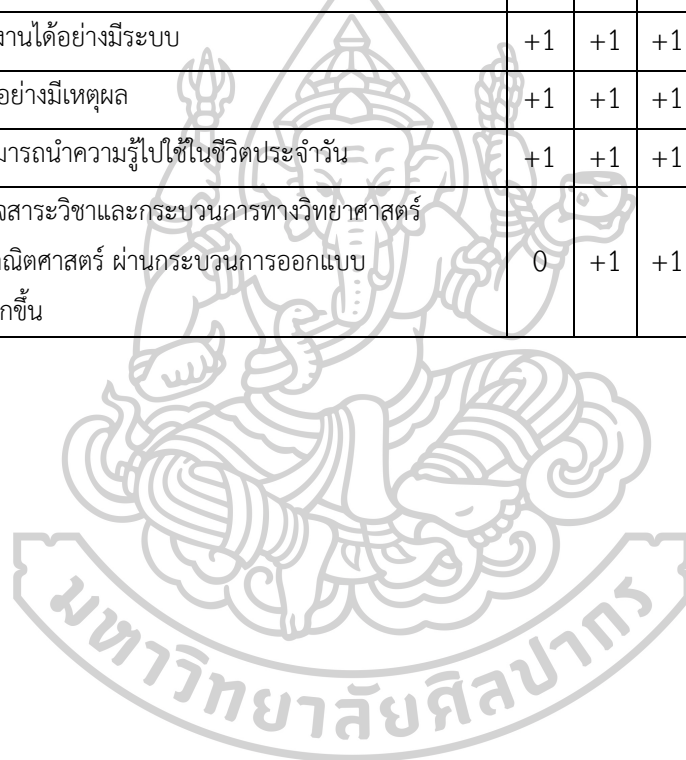 งานได้อย่างมีระบบ +1 +1 +1
อย่างมีเหตุผล +1 +1 +1
มารถนำความรู้ไปใช้ในชีวิตประจำวัน +1 +1 +1
จสาระวิชาและกระบวนการทางวิทยาศาสตร์
ณิตศาสตร์ ผ่านกระบวนการออกแบบ 0 +1 +1
กขึ้น
มหาวิทยาลัยศิลปากร